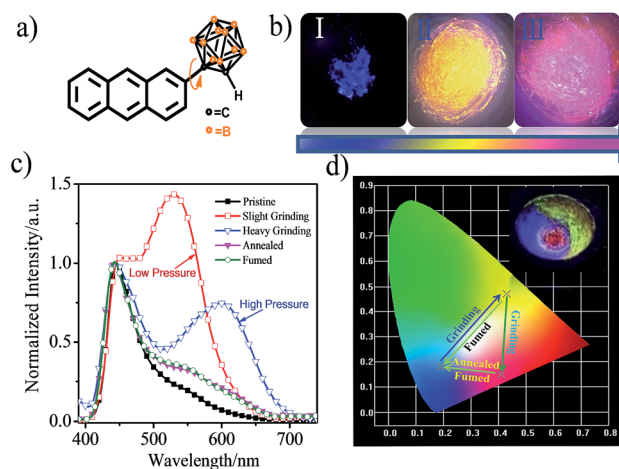 a)
H
=C
=B
b)
I II III
c)
Normalized Intensity/a.u.
1.5
1.0
0.5
0.0
Pristine
Slight Grinding
Heavy Grinding
Annealed
Fumed
Low Pressure
High Pressure
400 500 600 700
Wavelength/nm
d)
0.9
0.8
0.7
0.6
0.5
0.4
0.3
0.2
0.1
0.0
Grinding
Fumed
Grinding
Annealed
Fumed
0.0 0.1 0.2 0.3 0.4 0.5 0.6 0.7 0.8